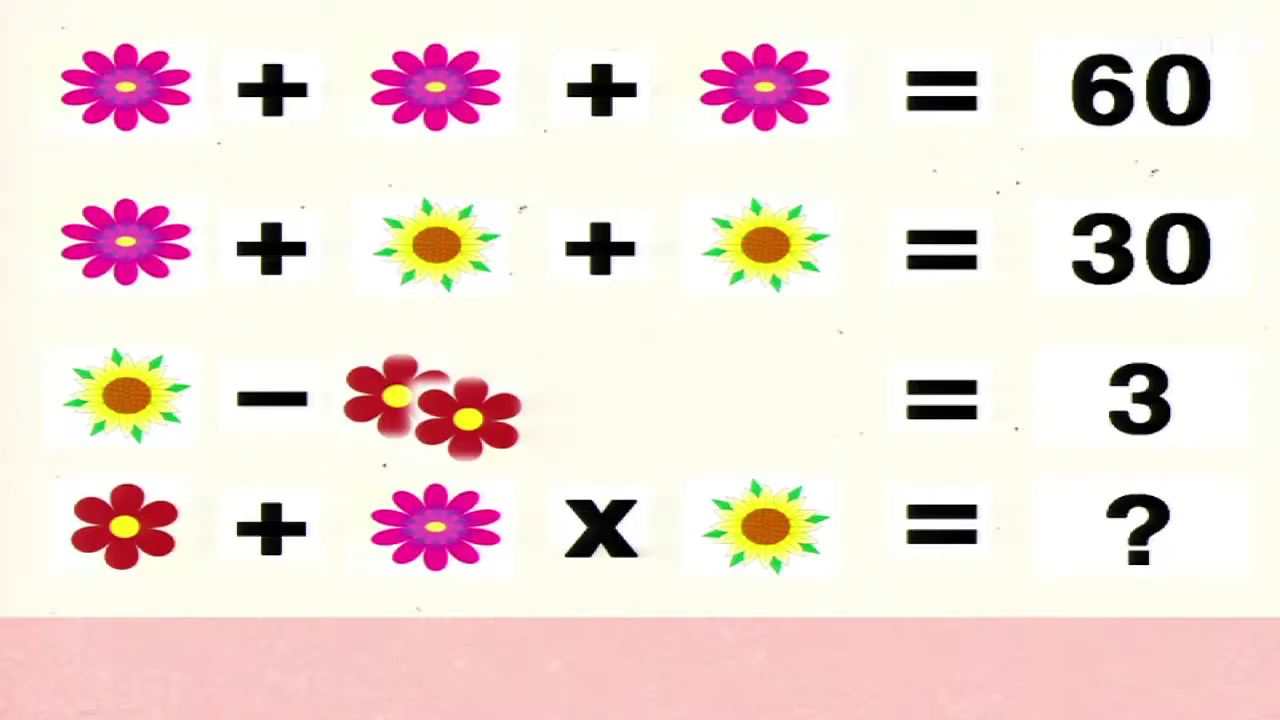 + + = 60
+ + = 30
− = 3
+ x = ?